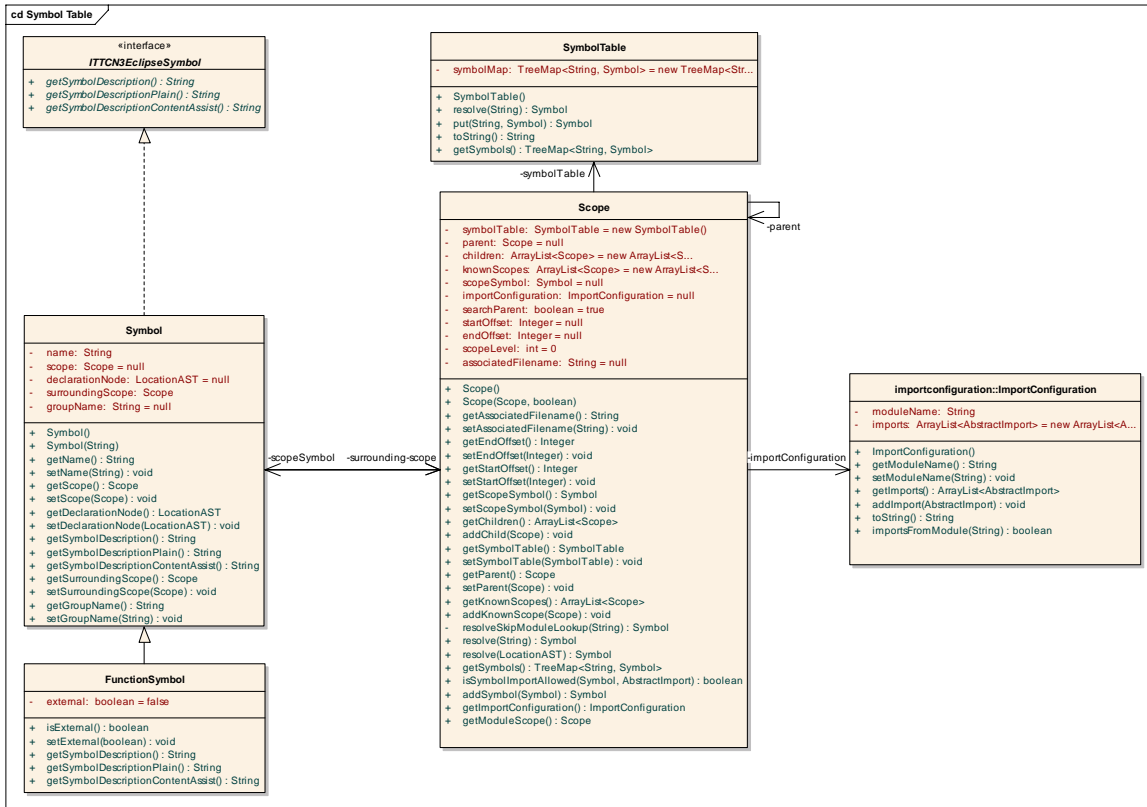 cd Symbol Table
«interface»
ITTCN3EclipseSymbol
+ getSymbolDescription() : String
+ getSymbolDescriptionPlain() : String
+ getSymbolDescriptionContentAssist() : String
SymbolTable
- symbolMap: TreeMap<String, Symbol> = new TreeMap<Str...
+ SymbolTable()
+ resolve(String) : Symbol
+ put(String, Symbol) : Symbol
+ toString() : String
+ getSymbols() : TreeMap<String, Symbol>
-symbolTable
Scope
- symbolTable: SymbolTable = new SymbolTable()
- parent: Scope = null
- children: ArrayList<Scope> = new ArrayList<S...
- knownScopes: ArrayList<Scope> = new ArrayList<S...
- scopeSymbol: Symbol = null
- importConfiguration: ImportConfiguration = null
- searchParent: boolean = true
- startOffset: Integer = null
- endOffset: Integer = null
- scopeLevel: int = 0
- associatedFilename: String = null
+ Scope()
+ Scope(Scope, boolean)
+ getAssociatedFilename() : String
+ setAssociatedFilename(String) : void
+ getEndOffset() : Integer
+ setEndOffset(Integer) : void
+ getStartOffset() : Integer
+ setStartOffset(Integer) : void
+ getScopeSymbol() : Symbol
+ setScopeSymbol(Symbol) : void
+ getChildren() : ArrayList<Scope>
+ addChild(Scope) : void
+ getSymbolTable() : SymbolTable
+ setSymbolTable(SymbolTable) : void
+ getParent() : Scope
+ setParent(Scope) : void
+ getKnownScopes() : ArrayList<Scope>
+ addKnownScope(Scope) : void
- resolveSkipModuleLookup(String) : Symbol
+ resolve(String) : Symbol
+ resolve(LocationAST) : Symbol
+ getSymbols() : TreeMap<String, Symbol>
+ isSymbolImportAllowed(Symbol, AbstractImport) : boolean
+ addSymbol(Symbol) : Symbol
+ getImportConfiguration() : ImportConfiguration
+ getModuleScope() : Scope
-parent
Symbol
- name: String
- scope: Scope = null
- declarationNode: LocationAST = null
- surroundingScope: Scope
- groupName: String = null
+ Symbol()
+ Symbol(String)
+ getName() : String
+ setName(String) : void
+ getScope() : Scope
+ setScope(Scope) : void
+ getDeclarationNode() : LocationAST
+ setDeclarationNode(LocationAST) : void
+ getSymbolDescription() : String
+ getSymbolDescriptionPlain() : String
+ getSymbolDescriptionContentAssist() : String
+ getSurroundingScope() : Scope
+ setSurroundingScope(Scope) : void
+ getGroupName() : String
+ setGroupName(String) : void
-scopeSymbol
-surrounding-scope
-importConfiguration
importconfiguration::ImportConfiguration
- moduleName: String
- imports: ArrayList<AbstractImport> = new ArrayList<A...
+ ImportConfiguration()
+ getModuleName() : String
+ setModuleName(String) : void
+ getImports() : ArrayList<AbstractImport>
+ addImport(AbstractImport) : void
+ toString() : String
+ importsFromModule(String) : boolean
FunctionSymbol
- external: boolean = false
+ isExternal() : boolean
+ setExternal(boolean) : void
+ getSymbolDescription() : String
+ getSymbolDescriptionPlain() : String
+ getSymbolDescriptionContentAssist() : String